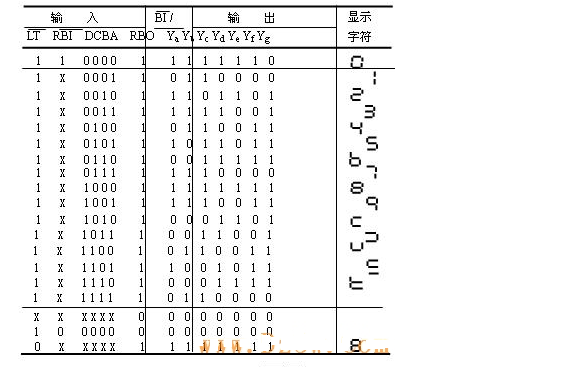 输 入 BI/ 输 出 显示
LT RBI DCBA RBO Ya Yb Yc Yd Ye Yf Yg 字符
1 1 0000 1 1 1 1 1 1 1 0 0
1 X 0001 1 0 1 1 0 0 0 0 1
1 X 0010 1 1 1 0 1 1 0 1 2
1 X 0011 1 1 1 1 1 0 0 1 3
1 X 0100 1 0 1 1 0 0 1 1 4
1 X 0101 1 1 0 1 1 0 1 1 5
1 X 0110 1 0 0 1 1 1 1 1 b
1 X 0111 1 1 1 1 0 0 0 0 7
1 X 1000 1 1 1 1 1 1 1 1 8
1 X 1001 1 1 1 1 0 0 1 1 9
1 X 1010 1 0 0 0 1 1 0 1 c
1 X 1011 1 0 0 1 1 0 0 1
1 X 1100 1 0 1 0 0 0 1 1
1 X 1101 1 1 0 0 1 0 1 1
1 X 1110 1 0 0 0 1 1 1 1 t
1 X 1111 1 0 1 1 0 0 0 0
X X XXXX 0 0 0 0 0 0 0 0
1 0 0000 0 0 0 0 0 0 0 0
0 X XXXX 1 1 1 1 1 1 1 1 8